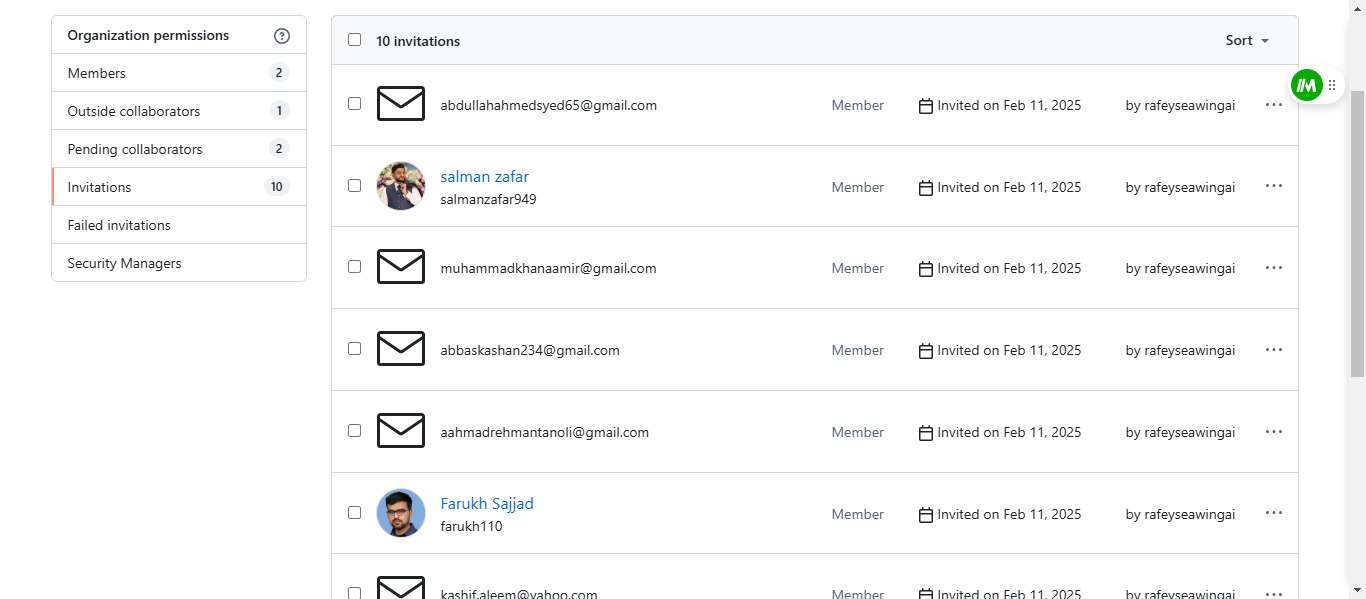 Organization permissions
Members 2
Outside collaborators 1
Pending collaborators 2
Invitations 10
Failed invitations
Security Managers
10 invitations Sort
abdullahahmedsyed65@gmail.com Member Invited on Feb 11, 2025 by rafeyseawingai
salman zafar
salmanzafar949 Member Invited on Feb 11, 2025 by rafeyseawingai
muhammadkhanaamir@gmail.com Member Invited on Feb 11, 2025 by rafeyseawingai
abbaskashan234@gmail.com Member Invited on Feb 11, 2025 by rafeyseawingai
aahmadrehmantanoli@gmail.com Member Invited on Feb 11, 2025 by rafeyseawingai
Farukh Sajjad
farukh110 Member Invited on Feb 11, 2025 by rafeyseawingai
kashif.aleem@yahoo.com Member Invited on Feb 11, 2025 by rafeyseawingai